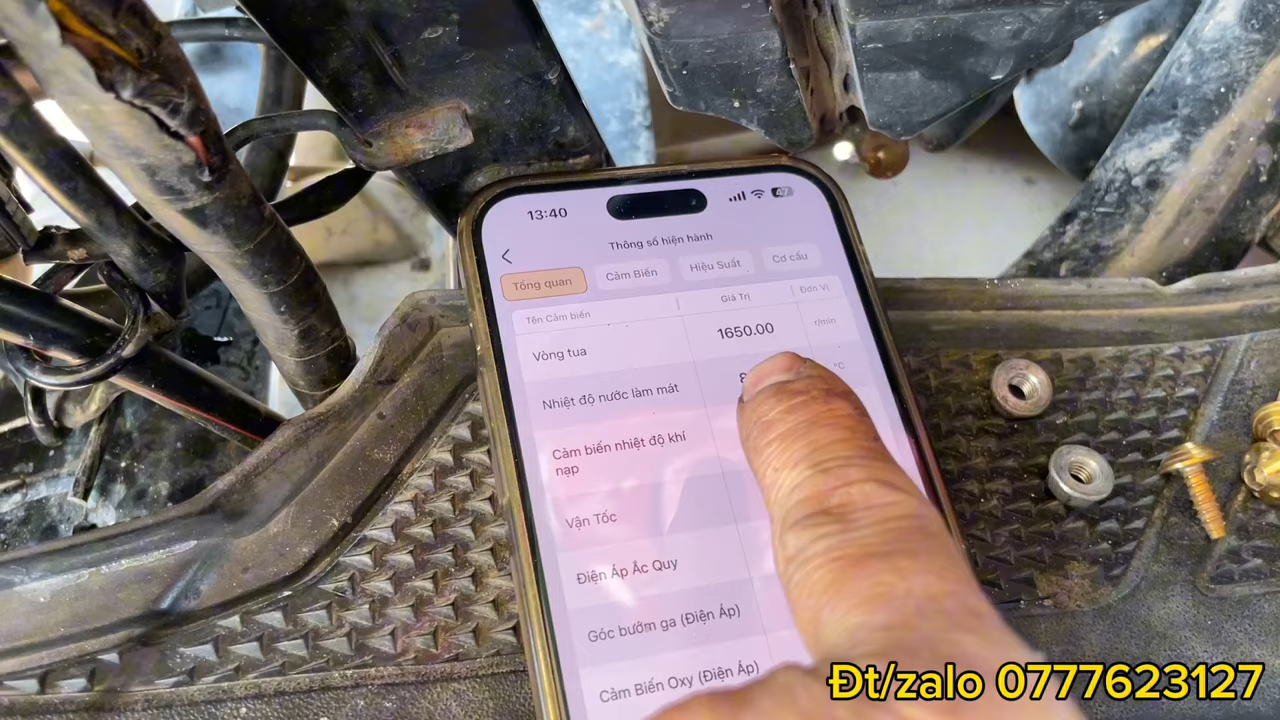 13:40
47
Thông số hiện hành
Tổng quan
Cảm Biến
Hiệu Suất
Cơ cấu
Tên Cảm biến
Giá Trị
Đơn Vị
Vòng tua
1650.00
r/min
Nhiệt độ nước làm mát
°C
Cảm biến nhiệt độ khí
nạp
Vận Tốc
Điện Áp Ắc Quy
Góc bướm ga (Điện Áp)
Cảm Biến Oxy (Điện Áp)
Đt/zalo 0777623127